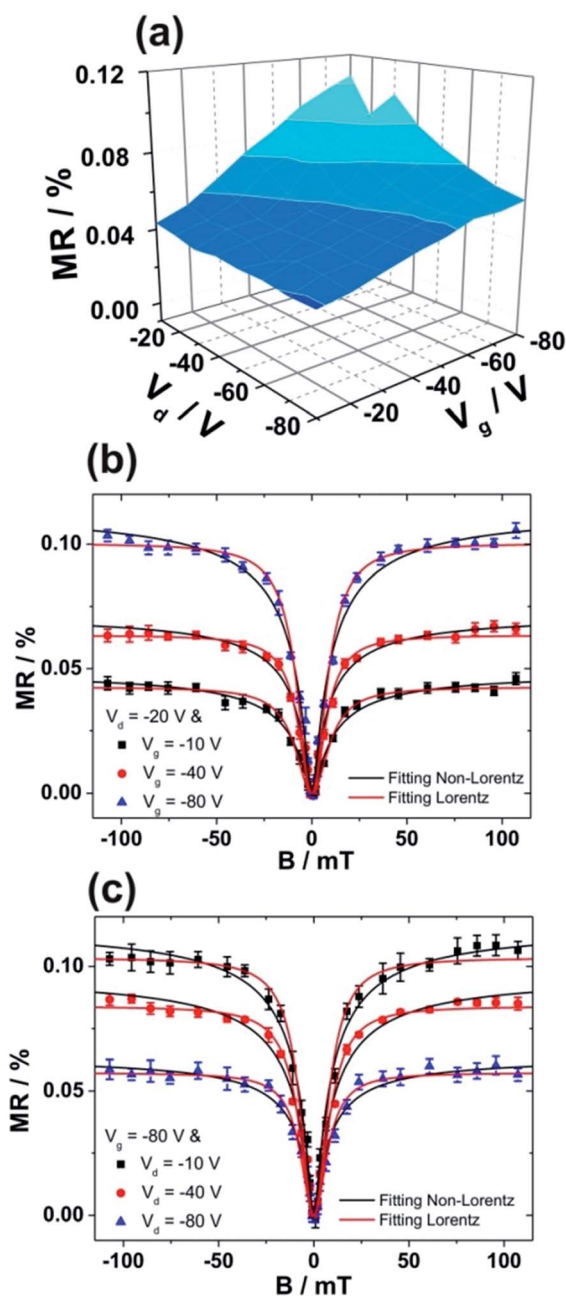 (a)
0.12
0.08
0.04
0.00
MR / %
-20
-40
-60
-80
V_d / V
-20
-40
-60
-80
V_g / V
(b)
0.10
0.05
0.00
MR / %
V_d = -20 V &
V_g = -10 V
V_g = -40 V
V_g = -80 V
Fitting Non-Lorentz
Fitting Lorentz
-100 -50 0 50 100
B / mT
(c)
0.10
0.05
0.00
MR / %
V_g = -80 V &
V_d = -10 V
V_d = -40 V
V_d = -80 V
Fitting Non-Lorentz
Fitting Lorentz
-100 -50 0 50 100
B / mT